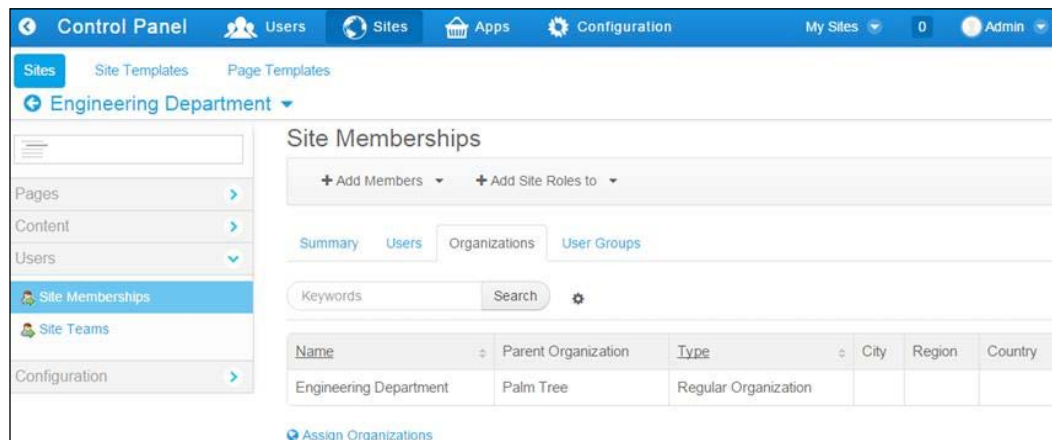 Control Panel Users Sites Apps Configuration My Sites 0 Admin
Sites Site Templates Page Templates
Engineering Department
Site Memberships
+ Add Members + Add Site Roles to
Pages
Content
Users
Summary Users Organizations User Groups
Site Memberships
Keywords Search
Site Teams
Name Parent Organization Type City Region Country
Configuration
Engineering Department Palm Tree Regular Organization
Assign Organizations